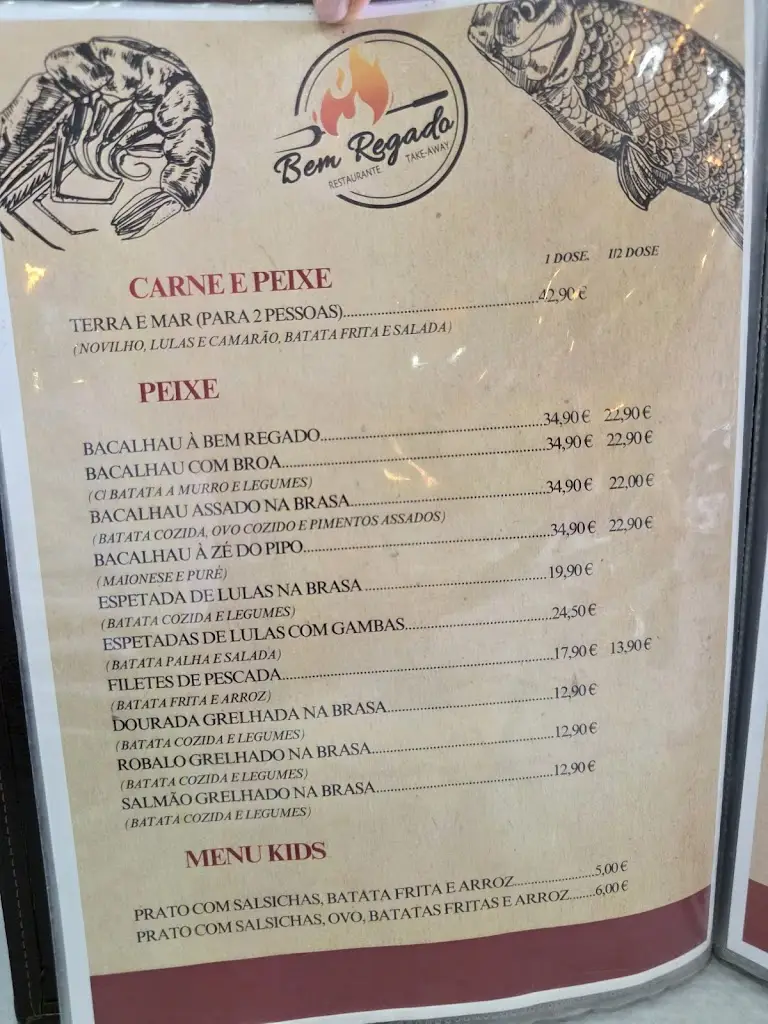 Bem Regado
RESTAURANTE TAKE-AWAY
1 DOSE. 1/2 DOSE
CARNE E PEIXE
TERRA E MAR (PARA 2 PESSOAS)....42,90 €
(NOVILHO, LULAS E CAMARÃO, BATATA FRITA E SALADA)
PEIXE
BACALHAU À BEM REGADO....34,90 € 22,90 €
BACALHAU COM BROA....34,90 € 22,90 €
(C/ BATATA A MURRO E LEGUMES)
BACALHAU ASSADO NA BRASA....34,90 € 22,00 €
(BATATA COZIDA, OVO COZIDO E PIMENTOS ASSADOS)
BACALHAU À ZÉ DO PIPO....34,90 € 22,90 €
(MAIONESE E PURÉ)
ESPETADA DE LULAS NA BRASA....19,90 €
(BATATA COZIDA E LEGUMES)
ESPETADAS DE LULAS COM GAMBAS....24,50 €
(BATATA PALHA E SALADA)
FILETES DE PESCADA....17,90 € 13,90 €
(BATATA FRITA E ARROZ)
DOURADA GRELHADA NA BRASA....12,90 €
(BATATA COZIDA E LEGUMES)
ROBALO GRELHADO NA BRASA....12,90 €
(BATATA COZIDA E LEGUMES)
SALMÃO GRELHADO NA BRASA....12,90 €
(BATATA COZIDA E LEGUMES)
MENU KIDS
PRATO COM SALSICHAS, BATATA FRITA E ARROZ....5,00 €
PRATO COM SALSICHAS, OVO, BATATAS FRITAS E ARROZ....6,00 €